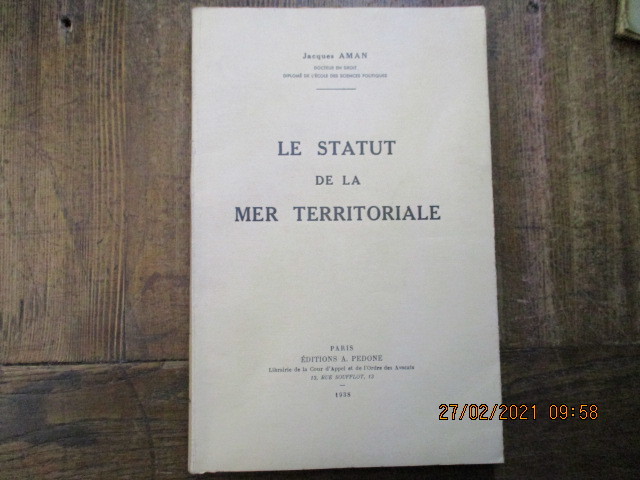 Jacques AMAN
DOCTEUR EN DROIT
DIPLOMÉ DE L'ÉCOLE DES SCIENCES POLITIQUES
LE STATUT
DE LA
MER TERRITORIALE
PARIS
ÉDITIONS A. PEDONE
Librairie de la Cour d'Appel et de l'Ordre des Avocats
13, RUE SOUFFLOT, 13
1938
27/02/2021 09:58